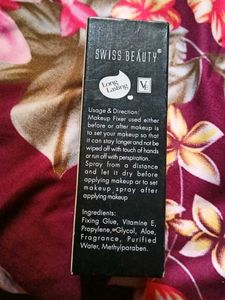 SWISS BEAUTY®
Long
Lasting
Usage & Direction:
Makeup Fixer used either
before or after makeup is
to set your makeup so that
it can stay longer and not be
wiped off with touch of hands
or run off with perspiration.
Spray from a distance
and let it dry before
applying makeup or to set
makeup spray after
applying makeup
Ingredients:
Fixing Glue, Vitamine E,
Propylene, Glycol, Aloe,
Fragrance, Purified
Water, Methylparaben.